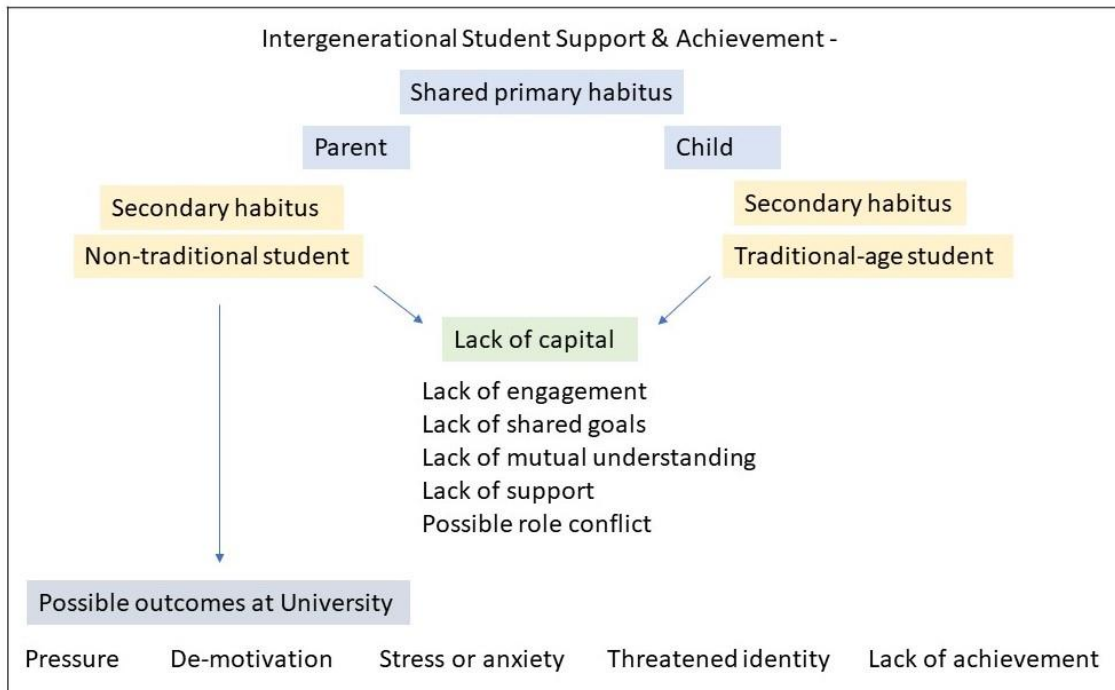 Intergenerational Student Support & Achievement -
Shared primary habitus
Parent
Child
Secondary habitus
Non-traditional student
Secondary habitus
Traditional-age student
Lack of capital
Lack of engagement
Lack of shared goals
Lack of mutual understanding
Lack of support
Possible role conflict
Possible outcomes at University
Pressure De-motivation Stress or anxiety Threatened identity Lack of achievement